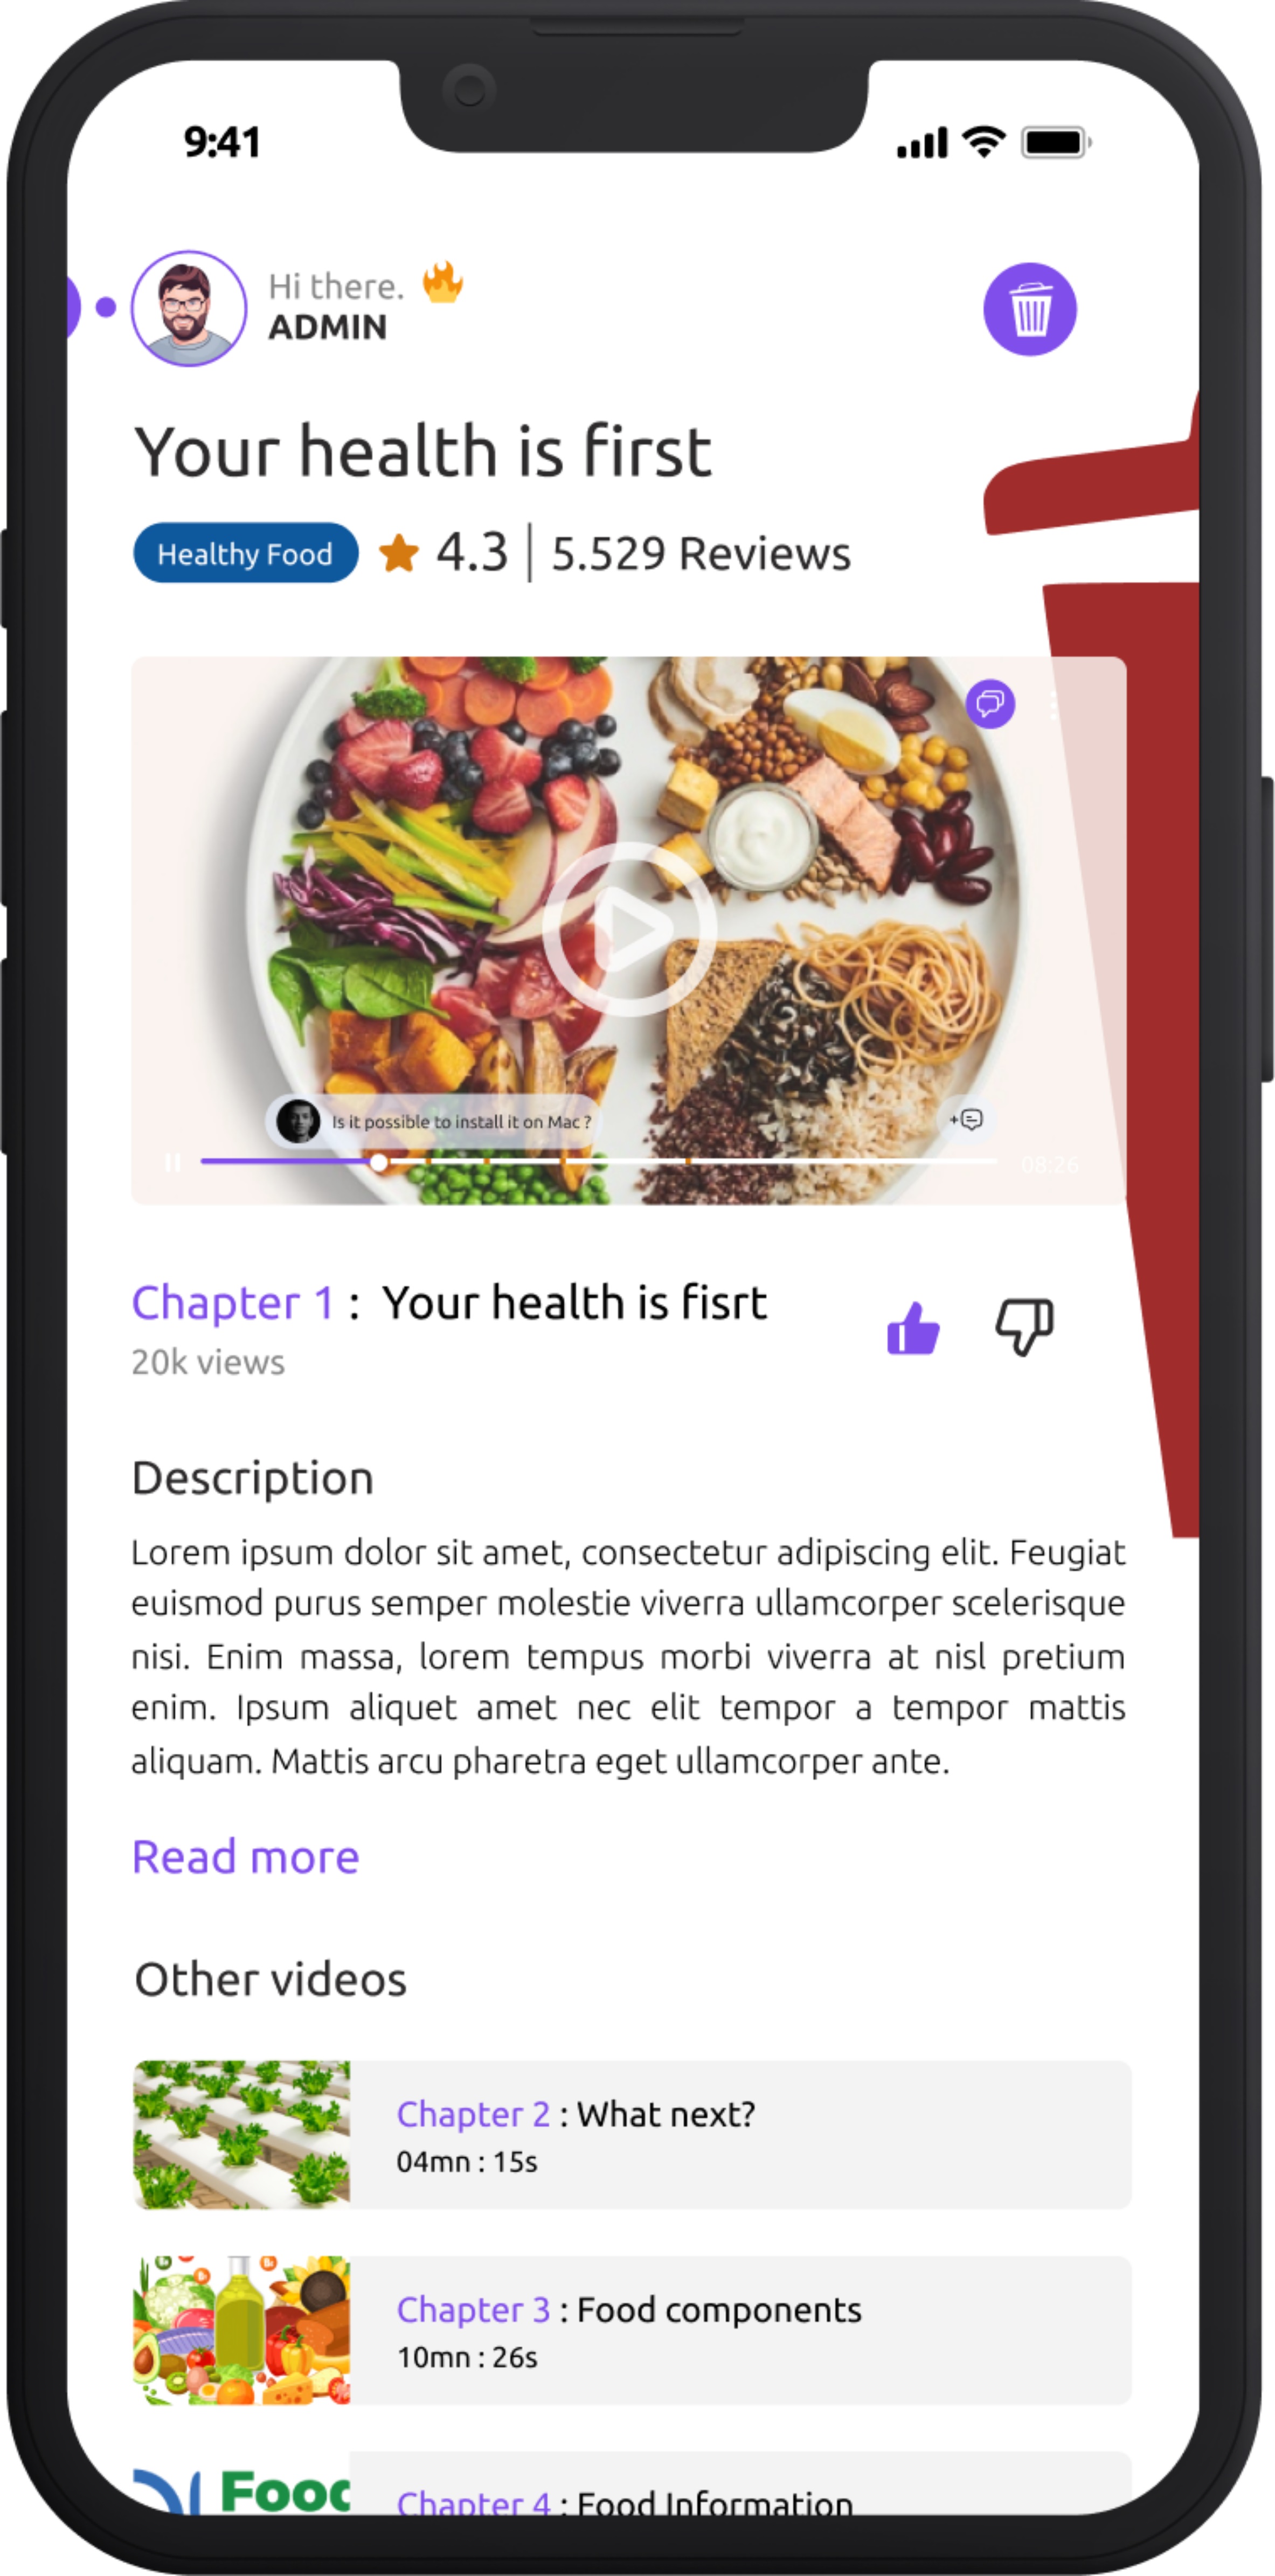 9:41
Hi there.
ADMIN
Your health is first
Healthy Food 4.3 | 5.529 Reviews
Is it possible to install it on Mac ?
+
08:26
Chapter 1 : Your health is fisrt
20k views
Description
Lorem ipsum dolor sit amet, consectetur adipiscing elit. Feugiat
euismod purus semper molestie viverra ullamcorper scelerisque
nisi. Enim massa, lorem tempus morbi viverra at nisl pretium
enim. Ipsum aliquet amet nec elit tempor a tempor mattis
aliquam. Mattis arcu pharetra eget ullamcorper ante.
Read more
Other videos
Chapter 2 : What next?
04mn : 15s
Chapter 3 : Food components
10mn : 26s
Food
Chapter 4 : Food Information